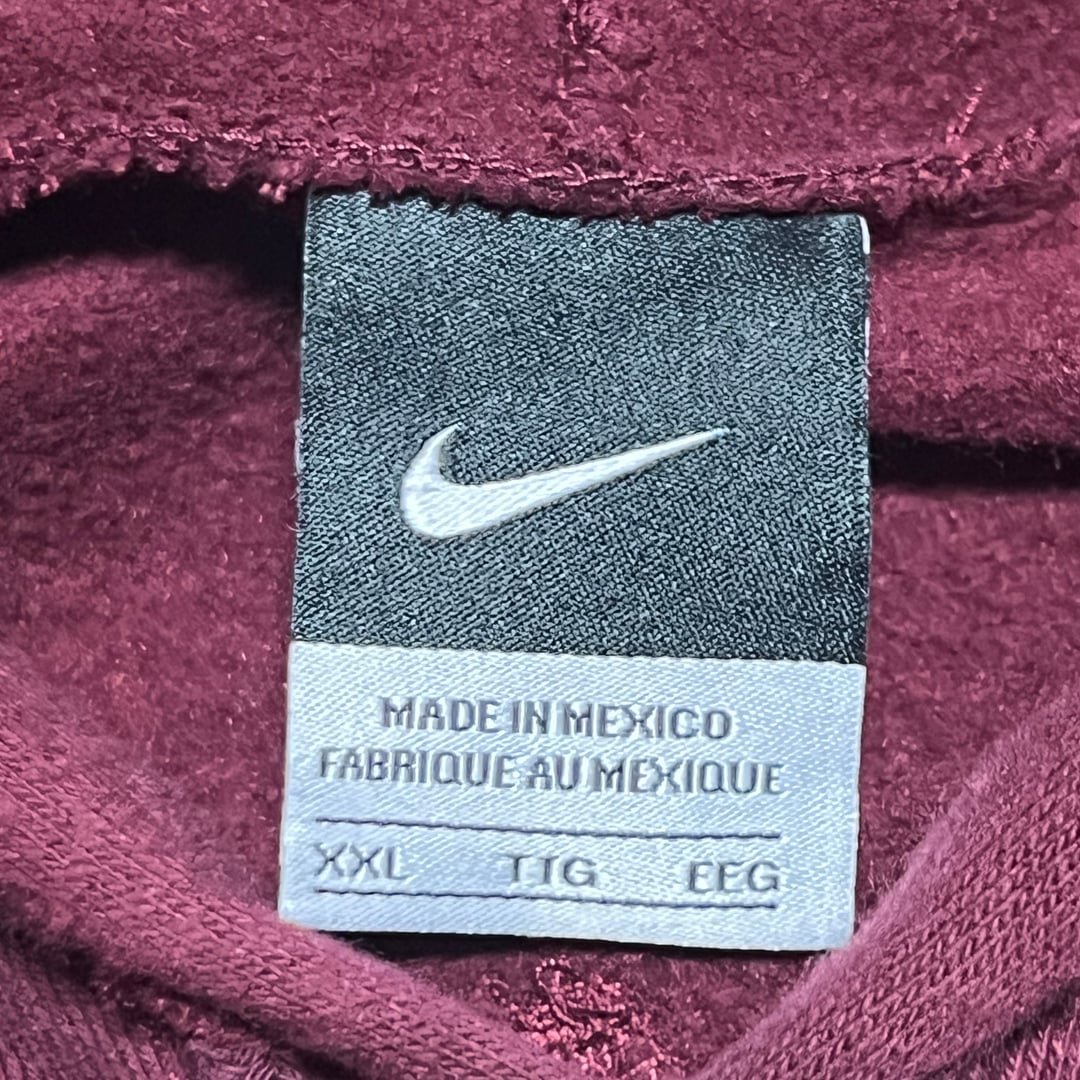 MADE IN MEXICO
FABRIQUE AU MEXIQUE
XXL TTG EEG